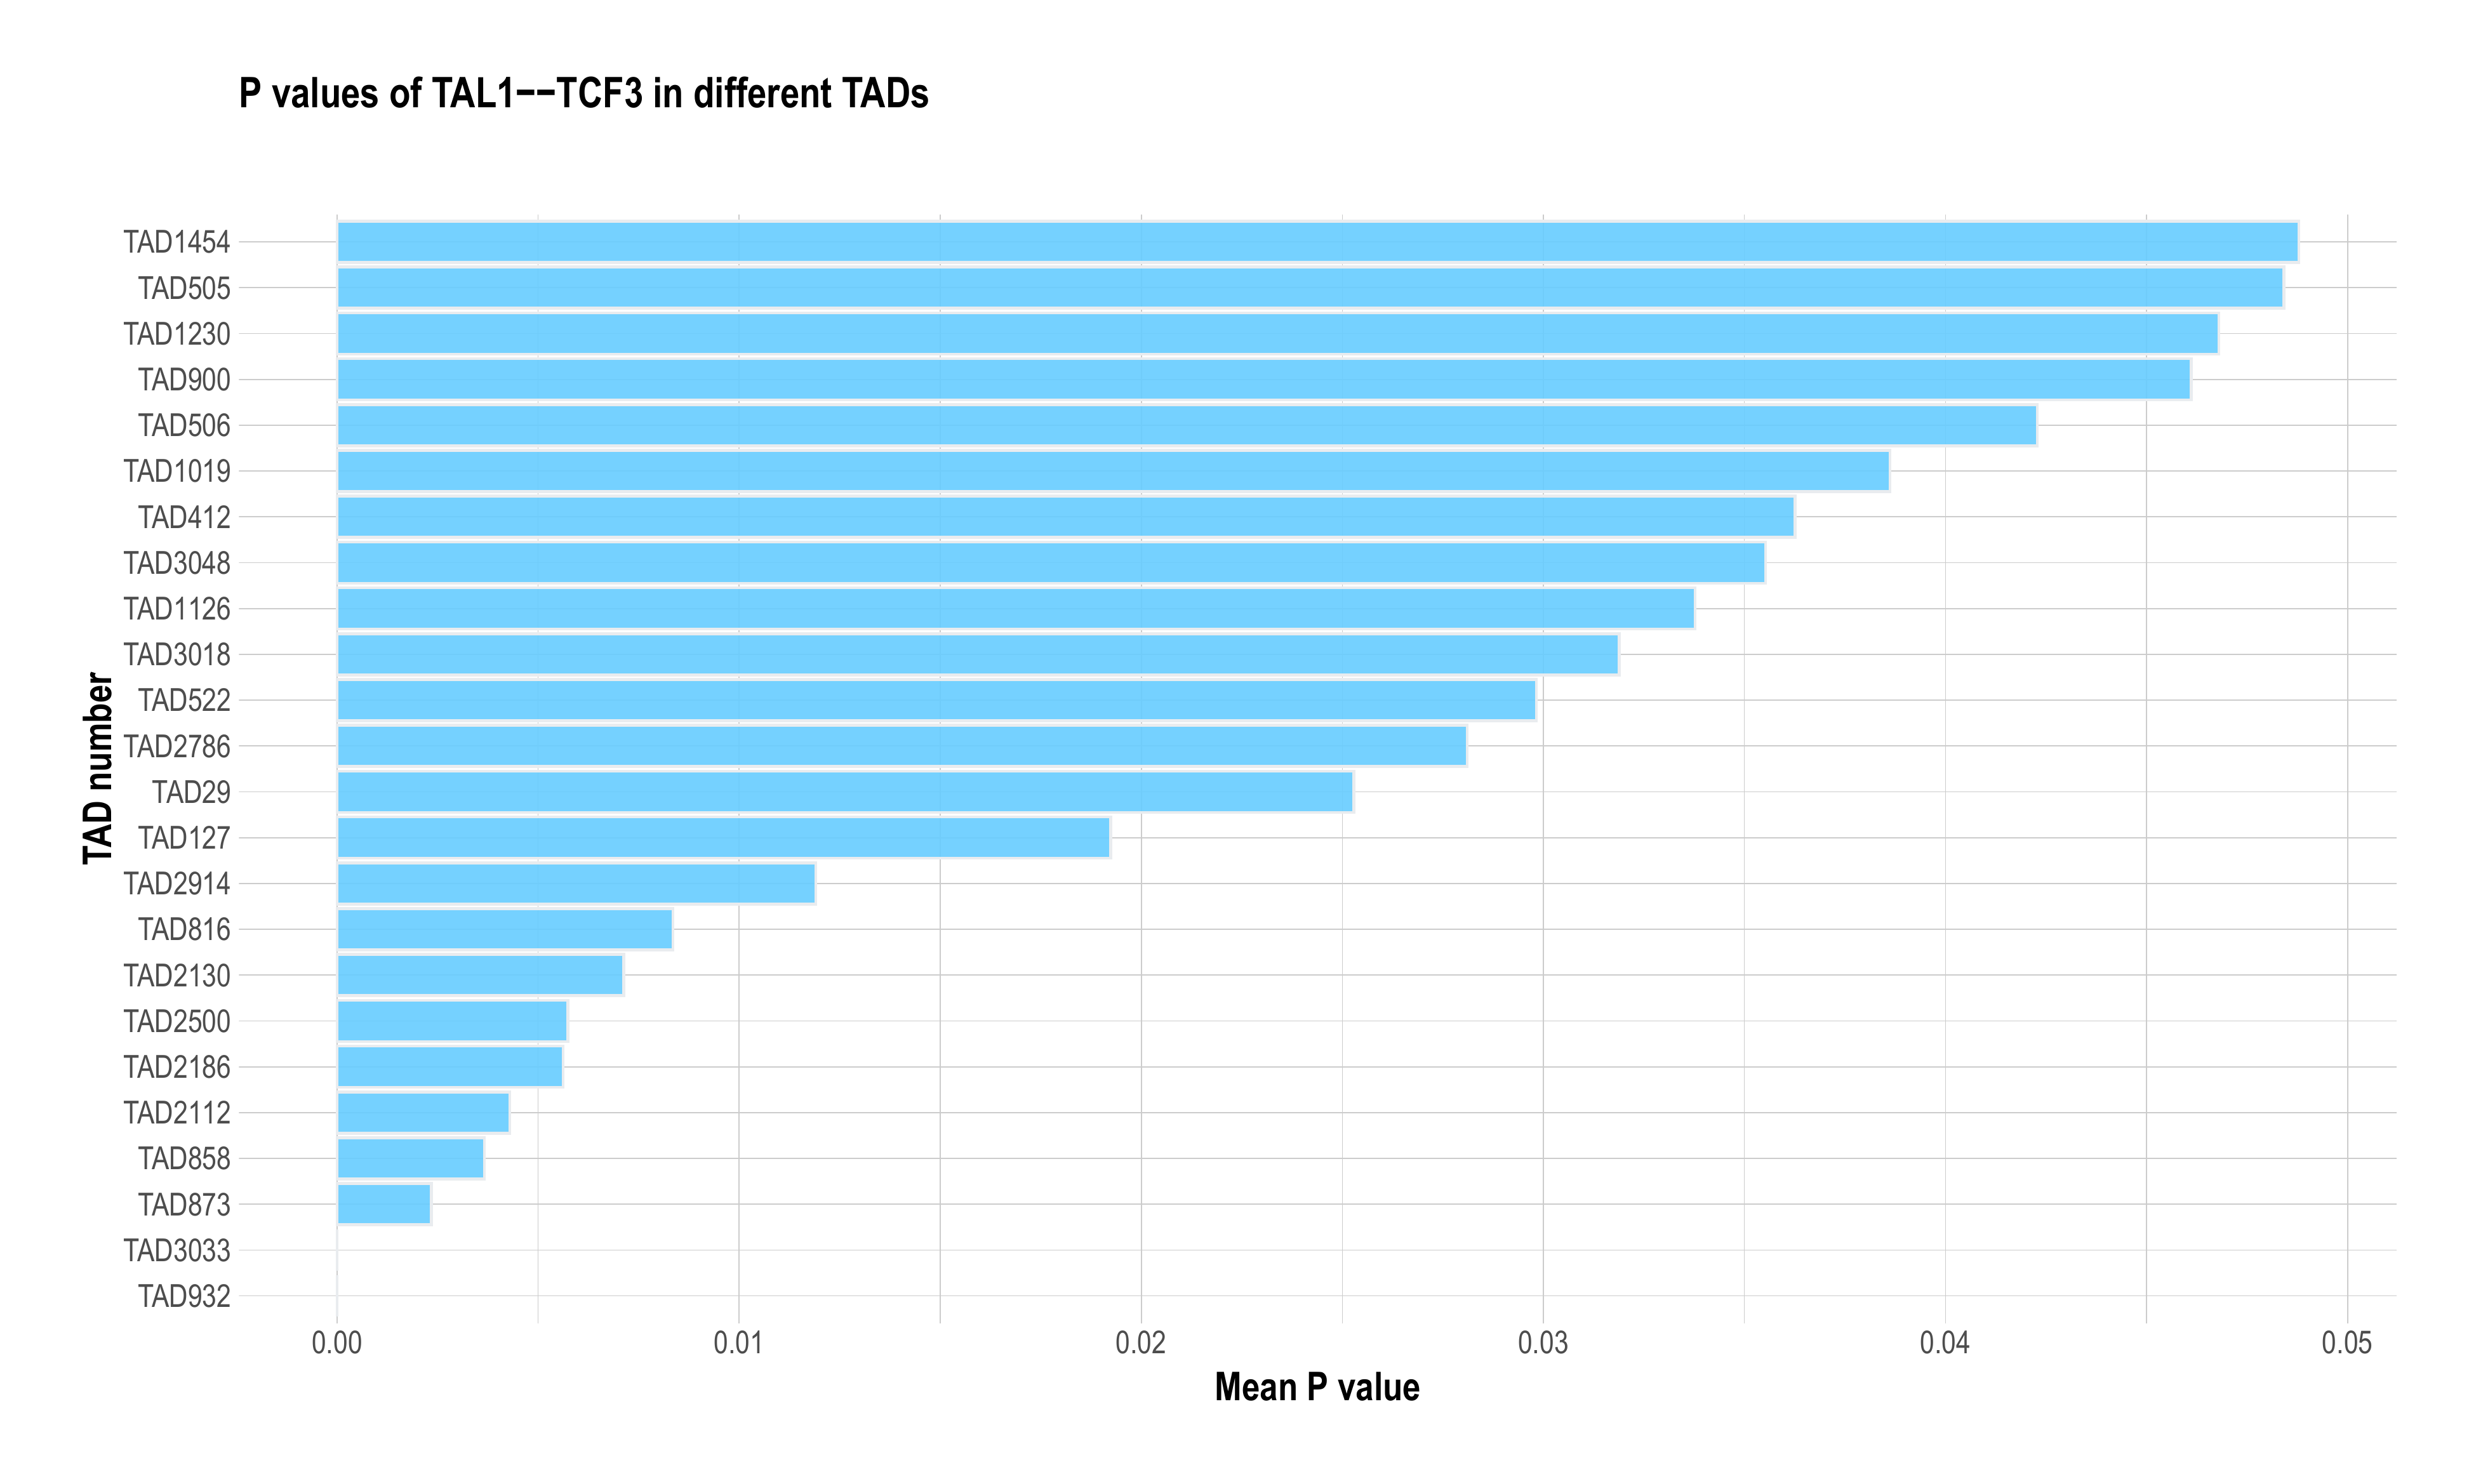 P values of TAL1−−TCF3 in different TADs
TAD number
TAD1454
TAD505
TAD1230
TAD900
TAD506
TAD1019
TAD412
TAD3048
TAD1126
TAD3018
TAD522
TAD2786
TAD29
TAD127
TAD2914
TAD816
TAD2130
TAD2500
TAD2186
TAD2112
TAD858
TAD873
TAD3033
TAD932
0.00 0.01 0.02 0.03 0.04 0.05
Mean P value